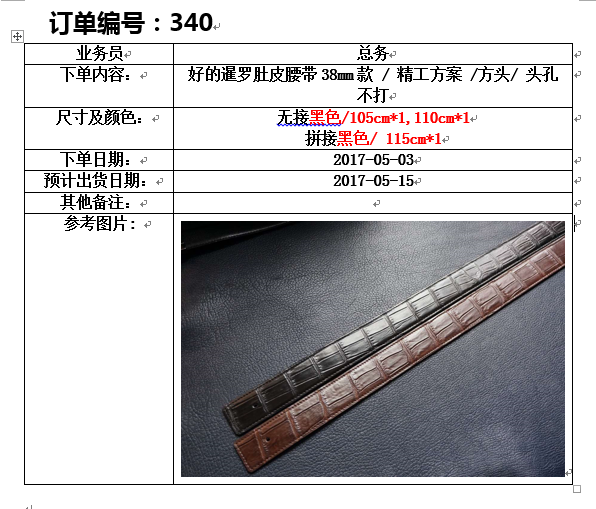 订单编号：340
业务员 总务
下单内容： 好的暹罗肚皮腰带 38mm 款 / 精工方案 /方头/ 头孔
不打
尺寸及颜色： 无接黑色/105cm*1,110cm*1
拼接黑色/ 115cm*1
下单日期： 2017-05-03
预计出货日期： 2017-05-15
其他备注：
参考图片：